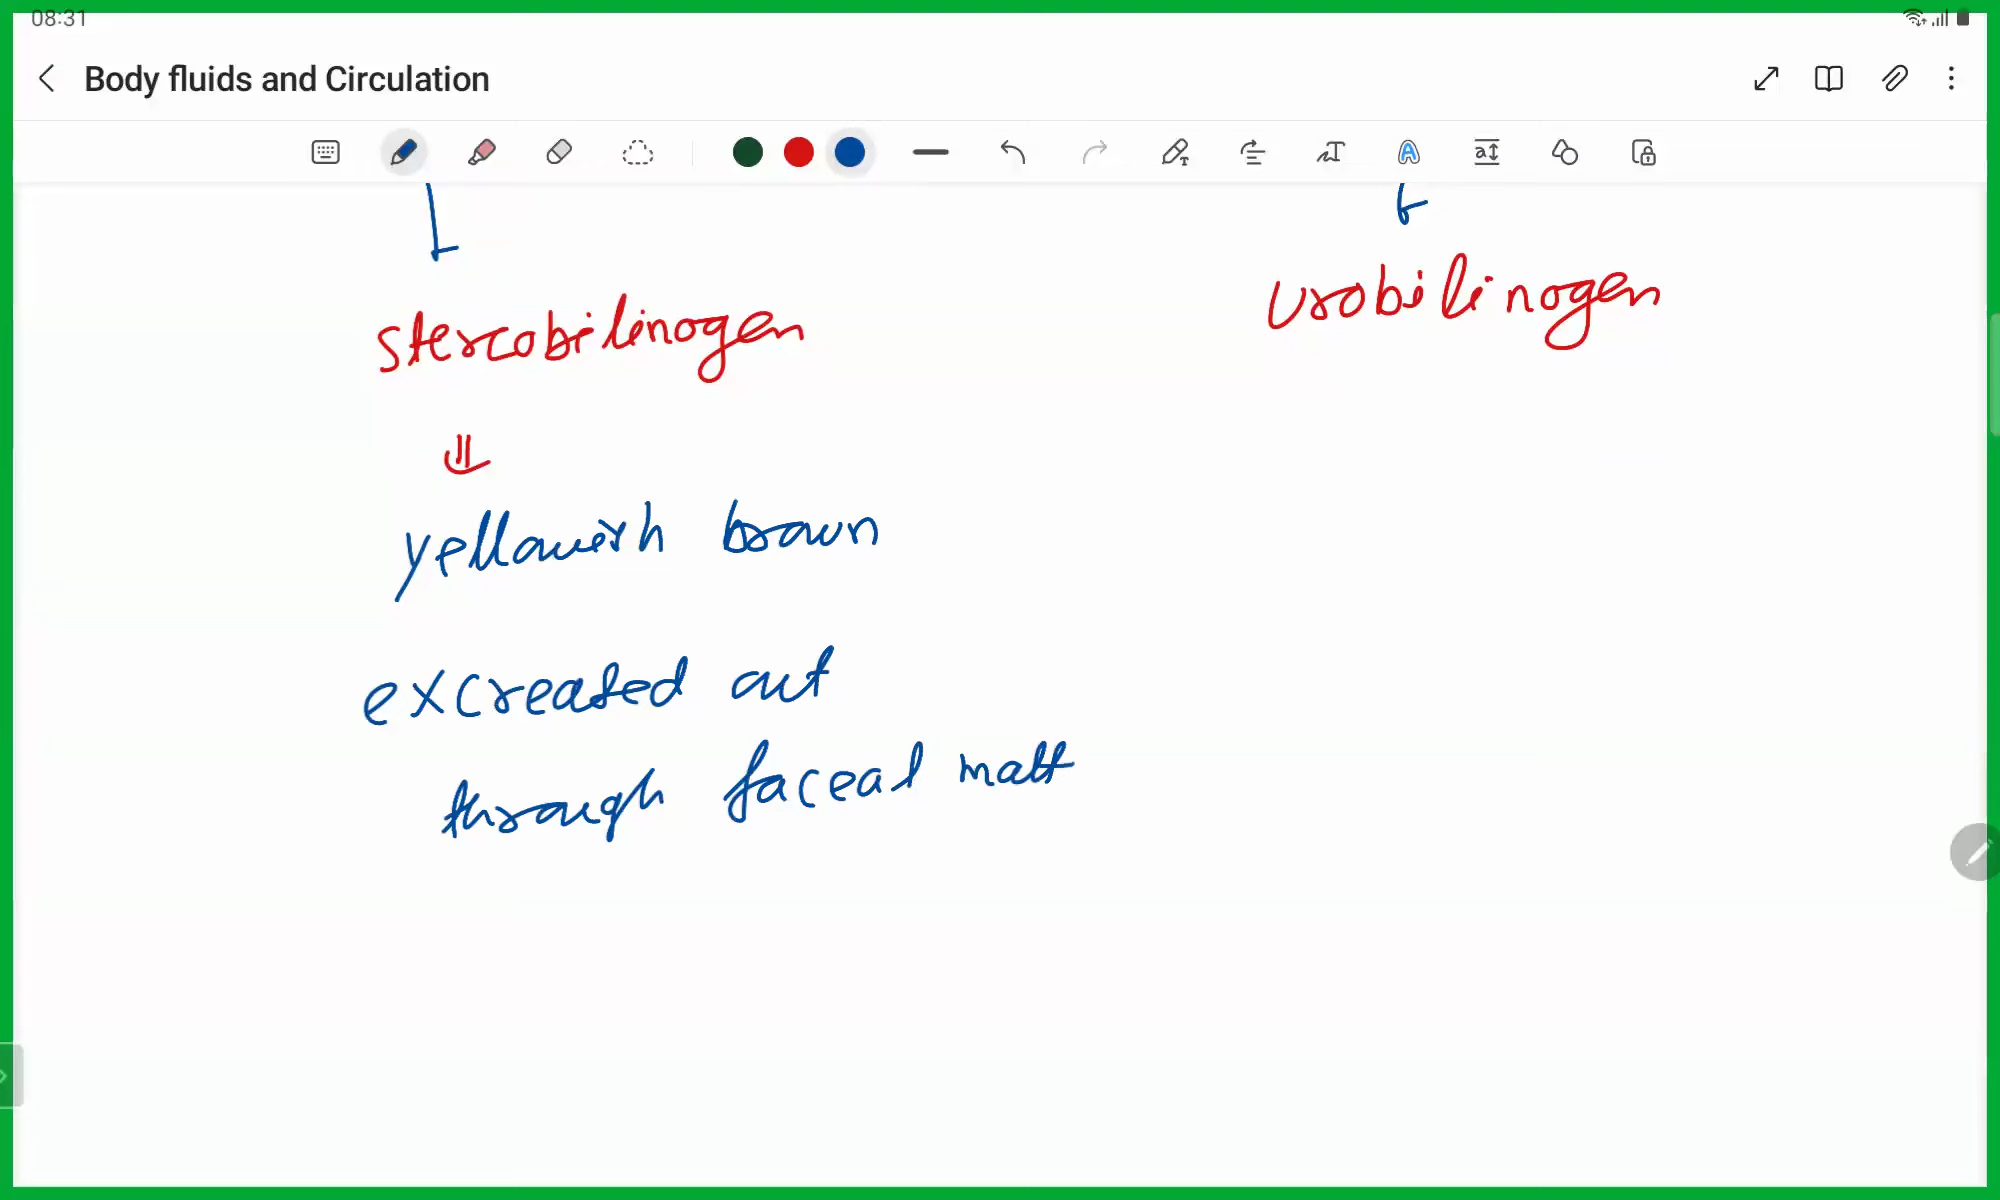 08:31
Body fluids and Circulation
stercobilinogen
urobilinogen
yellowish brown
excreated out
through faceal matt